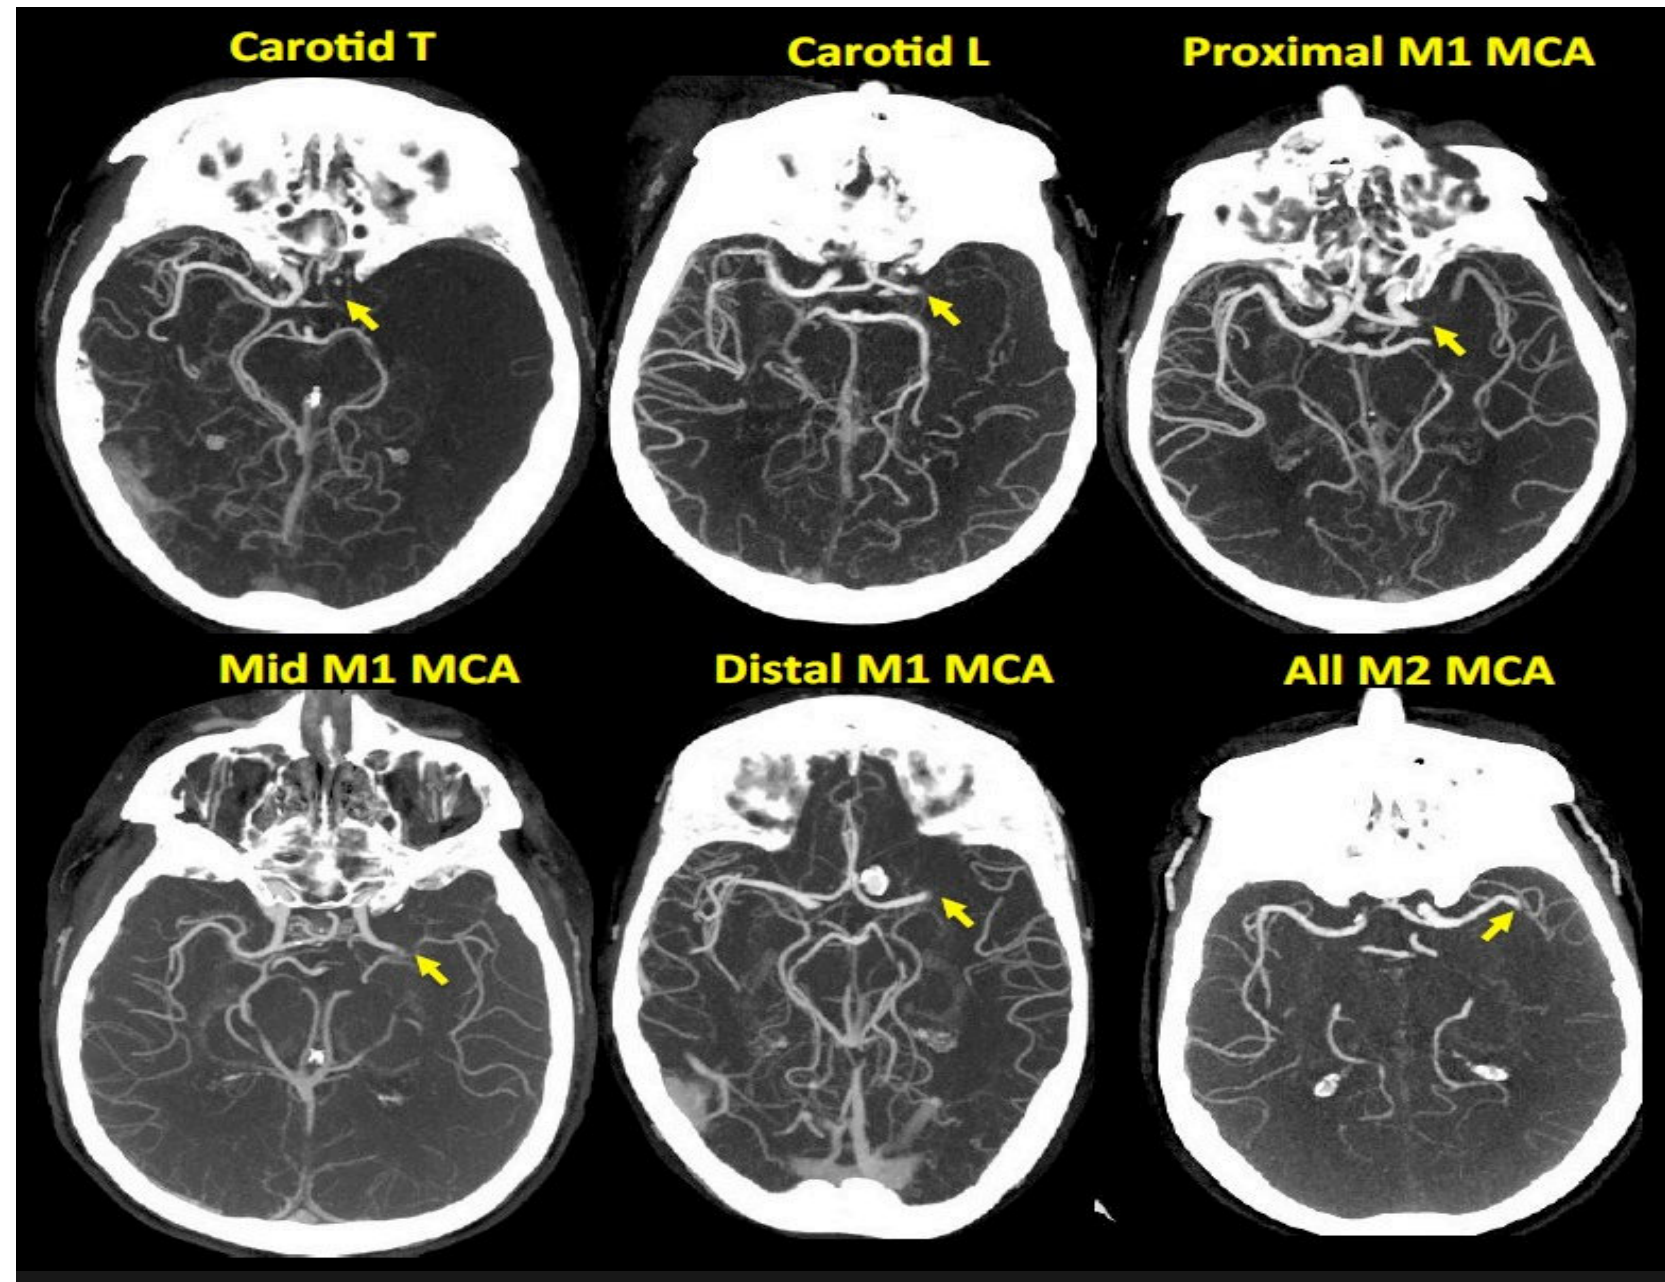 Carotid T
Carotid L
Proximal M1 MCA
Mid M1 MCA
Distal M1 MCA
All M2 MCA